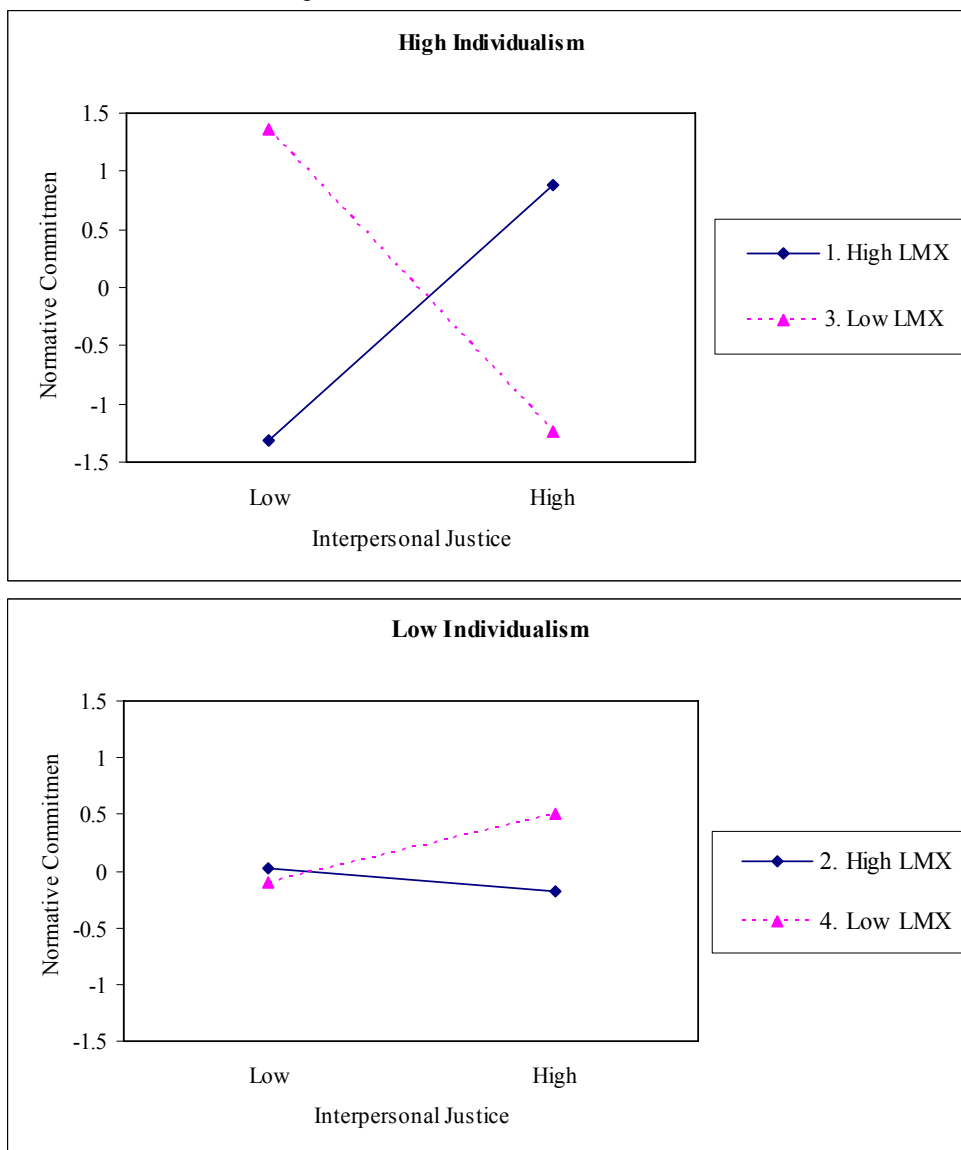 High Individualism
1.5
1
0.5
0
-0.5
-1
-1.5
Normative Commitmen
Low
High
Interpersonal Justice
1. High LMX
3. Low LMX
Low Individualism
1.5
1
0.5
0
-0.5
-1
-1.5
Normative Commitmen
Low
High
Interpersonal Justice
2. High LMX
4. Low LMX